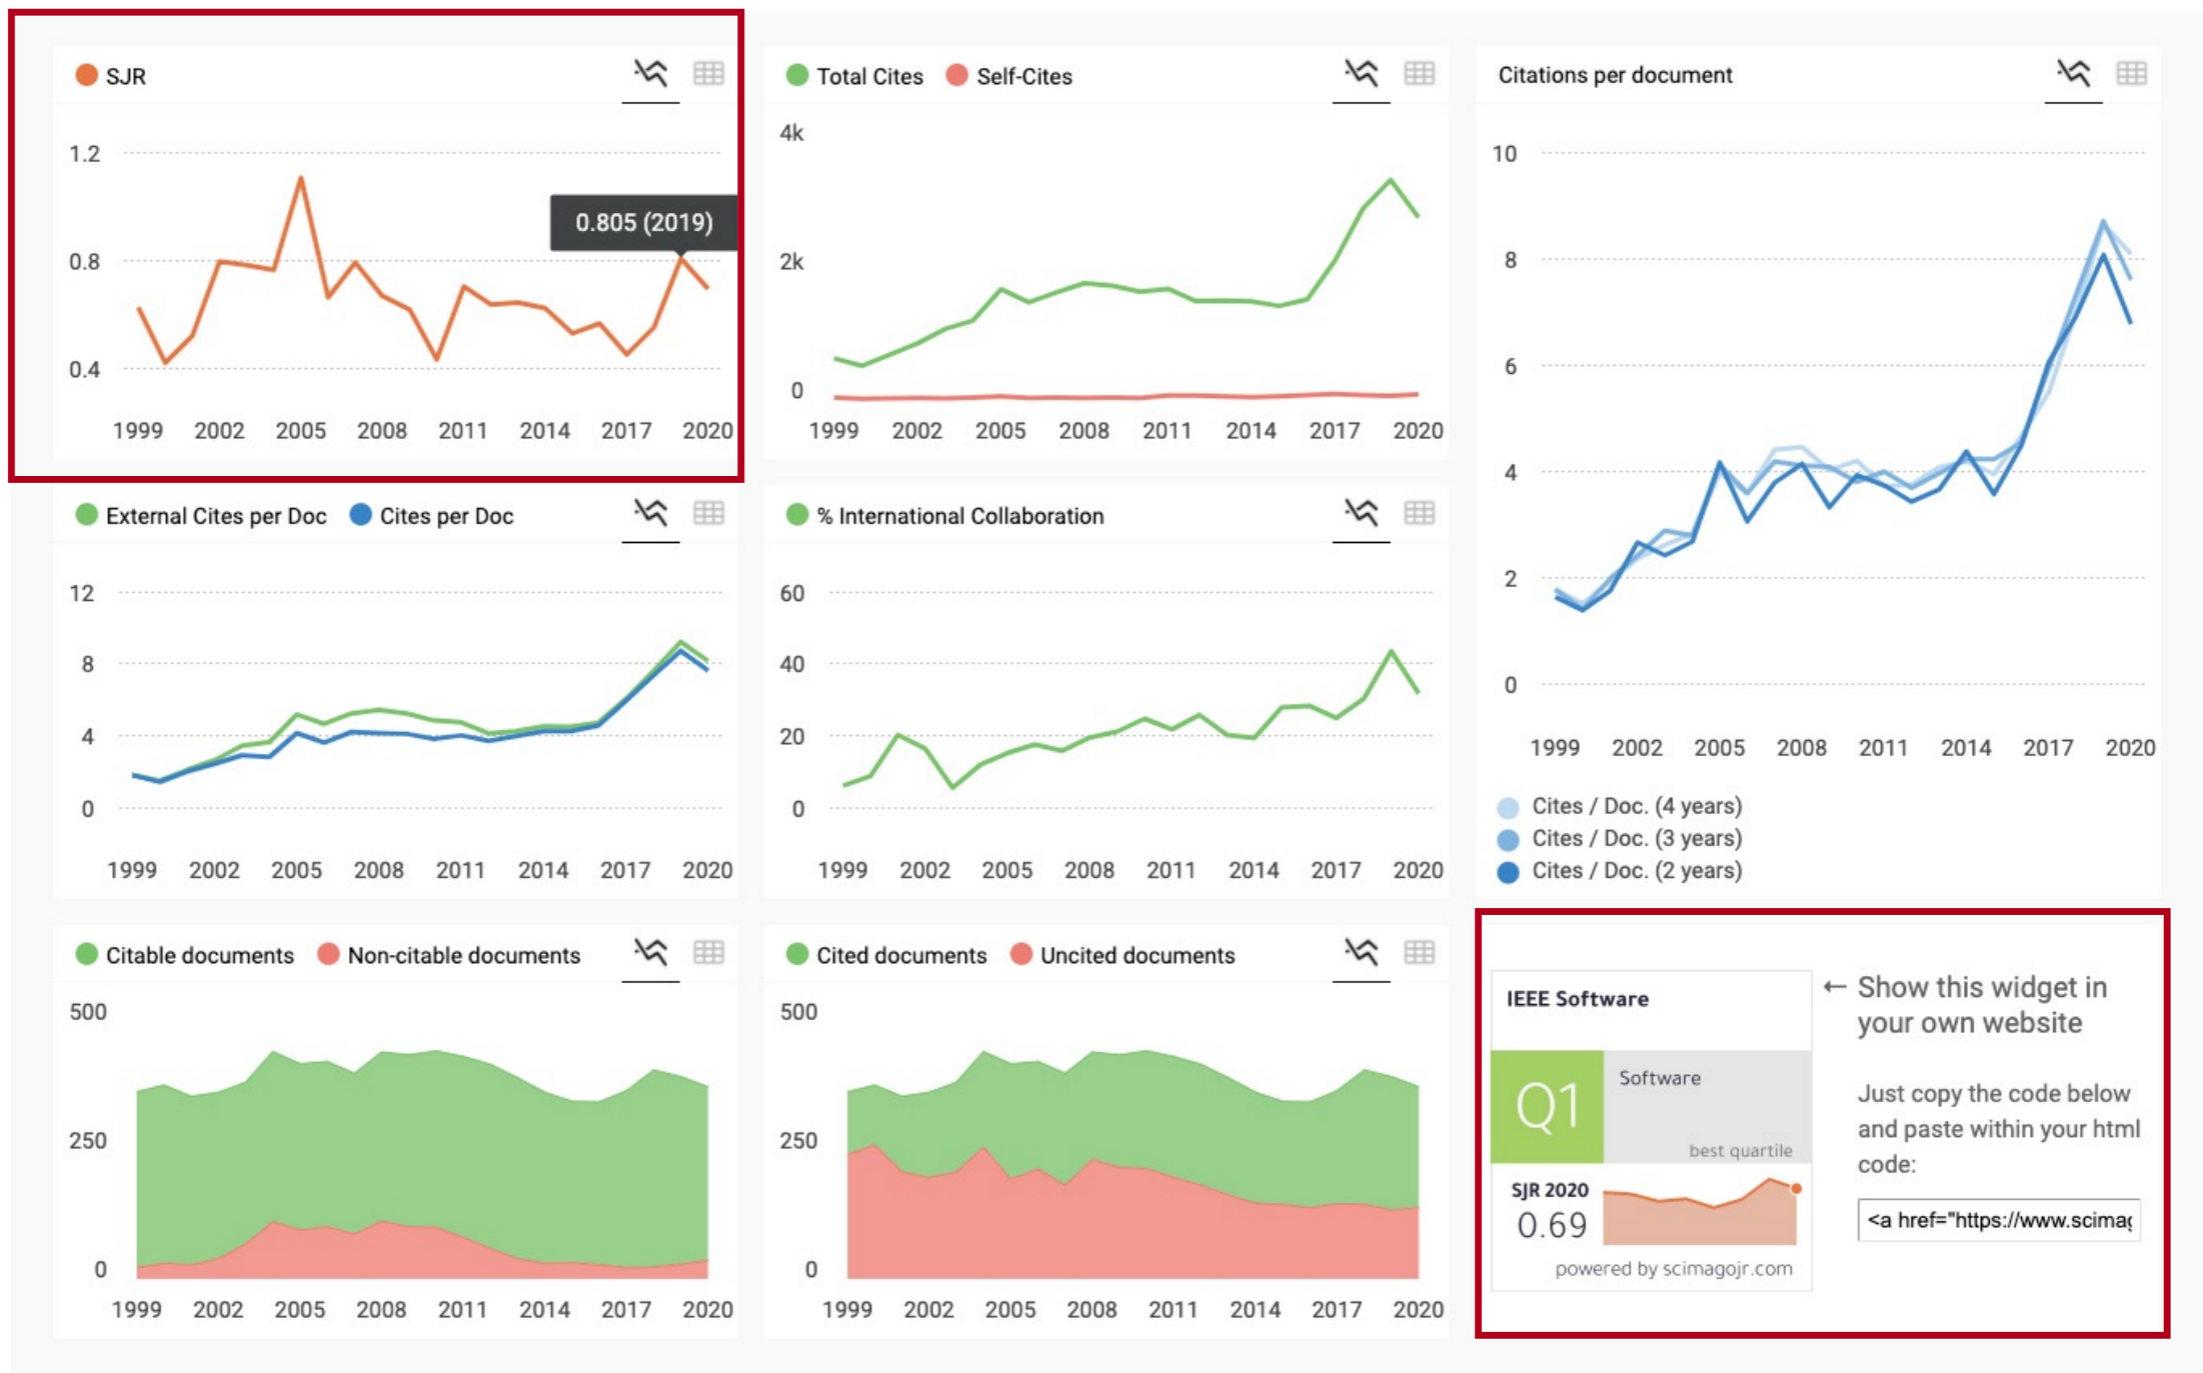 SJR
1.2
0.8
0.4
0.805 (2019)
1999 2002 2005 2008 2011 2014 2017 2020
Total Cites Self-Cites
4k
2k
0
1999 2002 2005 2008 2011 2014 2017 2020
Citations per document
10
8
6
4
2
0
1999 2002 2005 2008 2011 2014 2017 2020
Cites / Doc. (4 years)
Cites / Doc. (3 years)
Cites / Doc. (2 years)
External Cites per Doc Cites per Doc
12
8
4
0
1999 2002 2005 2008 2011 2014 2017 2020
% International Collaboration
60
40
20
0
1999 2002 2005 2008 2011 2014 2017 2020
Citable documents Non-citable documents
500
250
0
1999 2002 2005 2008 2011 2014 2017 2020
Cited documents Uncited documents
500
250
0
1999 2002 2005 2008 2011 2014 2017 2020
IEEE Software
Q1
Software
best quartile
SJR 2020
0.69
powered by scimagojr.com
← Show this widget in
your own website
Just copy the code below
and paste within your html
code:
<a href="https://www.scimag